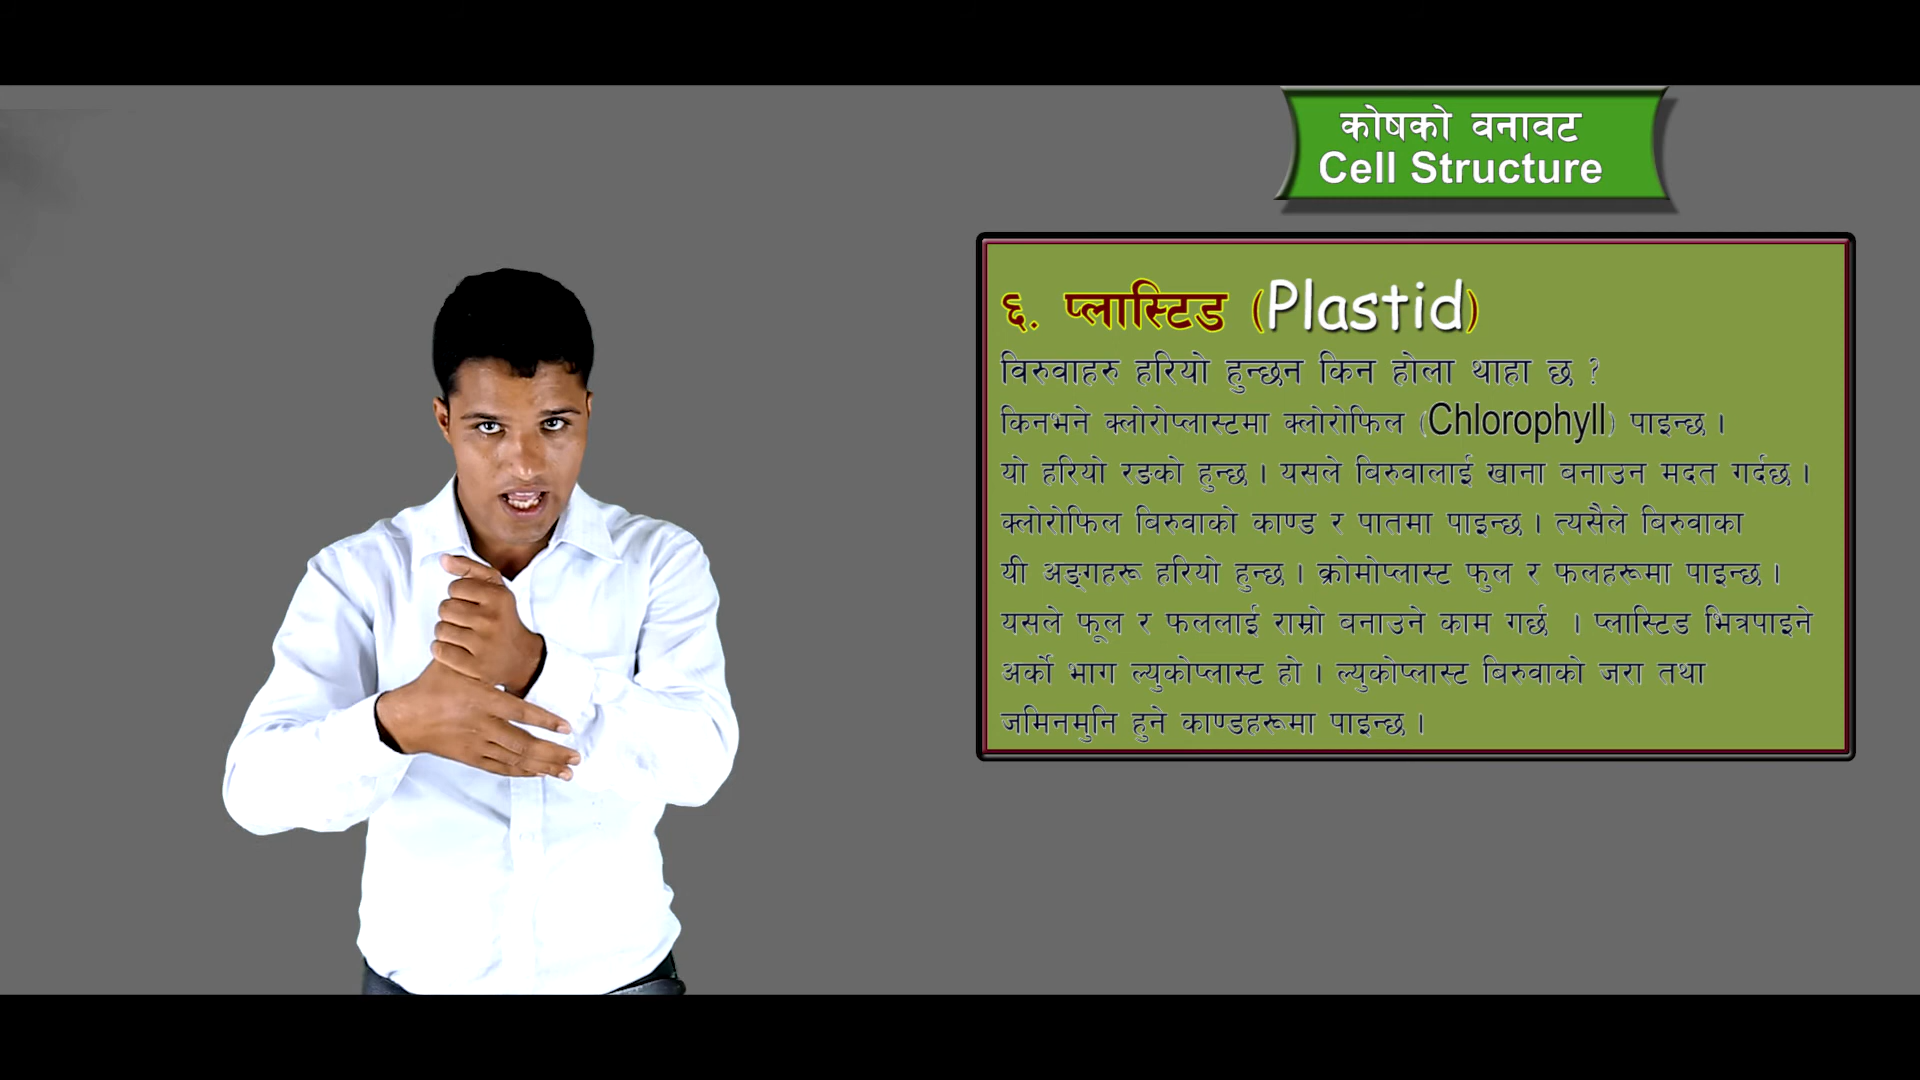 कोषको वनावट
Cell Structure
६. प्लास्टिड (Plastid)
विरुवाहरु हरियो हुन्छन किन होला थाहा छ ?
किनभने क्लोरोप्लास्टमा क्लोरोफिल (Chlorophyll) पाइन्छ ।
यो हरियो रङको हुन्छ । यसले बिरुवालाई खाना वनाउन मदत गर्दछ ।
क्लोरोफिल विरुवाको काण्ड र पातमा पाइन्छ । त्यसैले बिरुवाका
यी अङ्गहरू हरियो हुन्छ । क्रोमोप्लास्ट फुल र फलहरूमा पाइन्छ ।
यसले फूल र फललाई राम्रो वनाउने काम गर्छ । प्लास्टिड भित्रपाइने
अर्को भाग ल्युकोप्लास्ट हो । ल्युकोप्लास्ट बिरुवाको जरा तथा
जमिनमुनि हुने काण्डहरूमा पाइन्छ ।